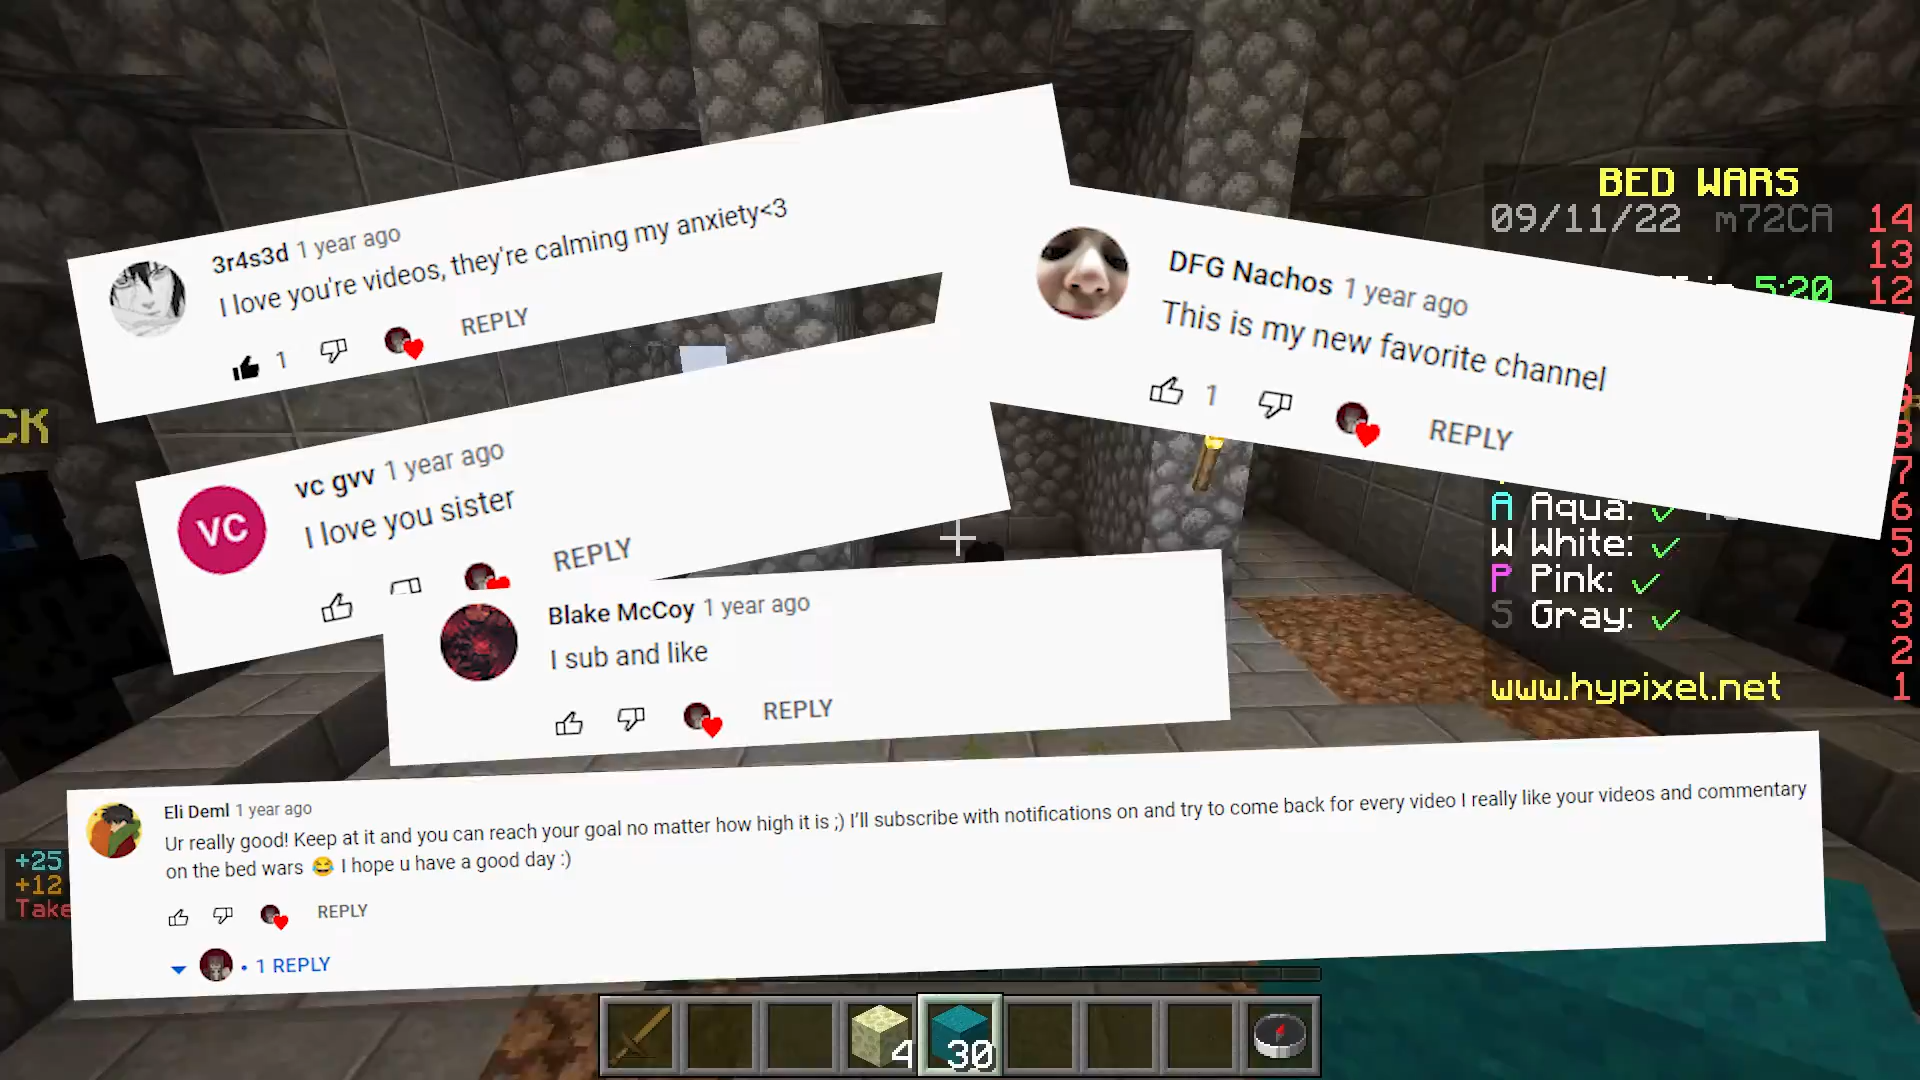 3r4s3d 1 year ago
I love you're videos, they're calming my anxiety<3
1
REPLY
DFG Nachos 1 year ago
This is my new favorite channel
1
REPLY
VC
vc gvv 1 year ago
I love you sister
REPLY
Blake McCoy 1 year ago
I sub and like
REPLY
Eli Deml 1 year ago
Ur really good! Keep at it and you can reach your goal no matter how high it is ;) I'll subscribe with notifications on and try to come back for every video I really like your videos and commentary
on the bed wars 😂 I hope u have a good day :)
REPLY
• 1 REPLY
BED WARS
09/11/22 m72CA 14
13
5:20 12
8
7
A Aqua: ✓ 6
W White: ✓ 5
P Pink: ✓ 4
S Gray: ✓ 3
2
www.hypixel.net 1
CK
+25
+12
Take
4
30